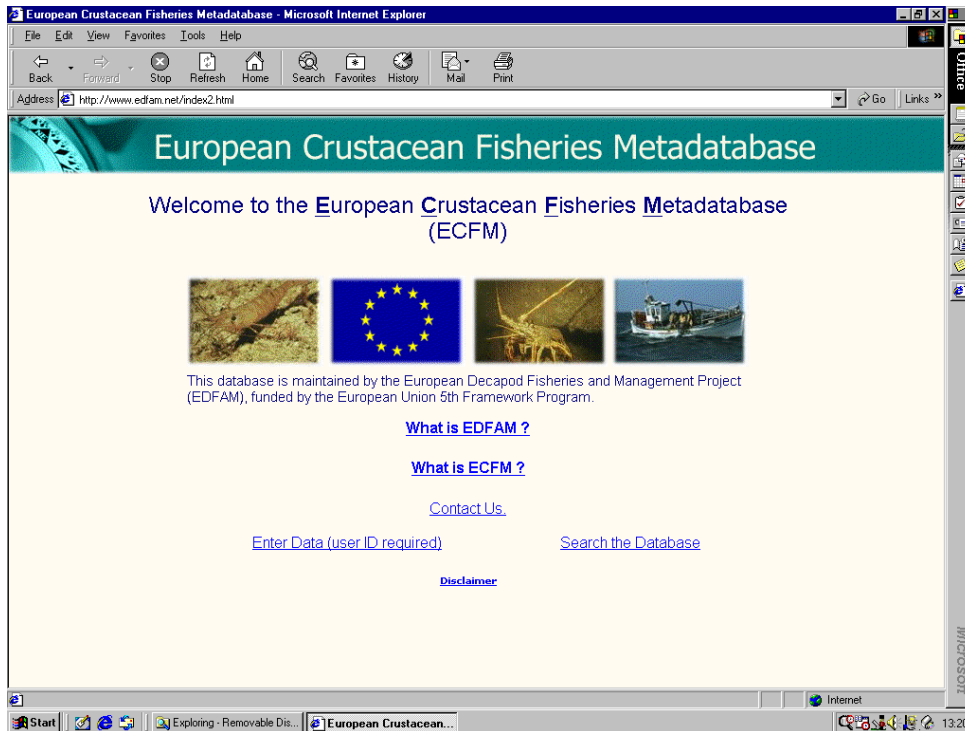 European Crustacean Fisheries Metadatabase - Microsoft Internet Explorer
File Edit View Favorites Tools Help
Back Forward Stop Refresh Home Search Favorites History Mail Print
Address http://www.edfam.net/index2.html Go Links »
Office
European Crustacean Fisheries Metadatabase
Welcome to the European Crustacean Fisheries Metadatabase
(ECFM)
This database is maintained by the European Decapod Fisheries and Management Project
(EDFAM), funded by the European Union 5th Framework Program.
What is EDFAM ?
What is ECFM ?
Contact Us.
Enter Data (user ID required) Search the Database
Disclaimer
Microsoft
Internet
Start Exploring - Removable Dis... European Crustacean... 13:20